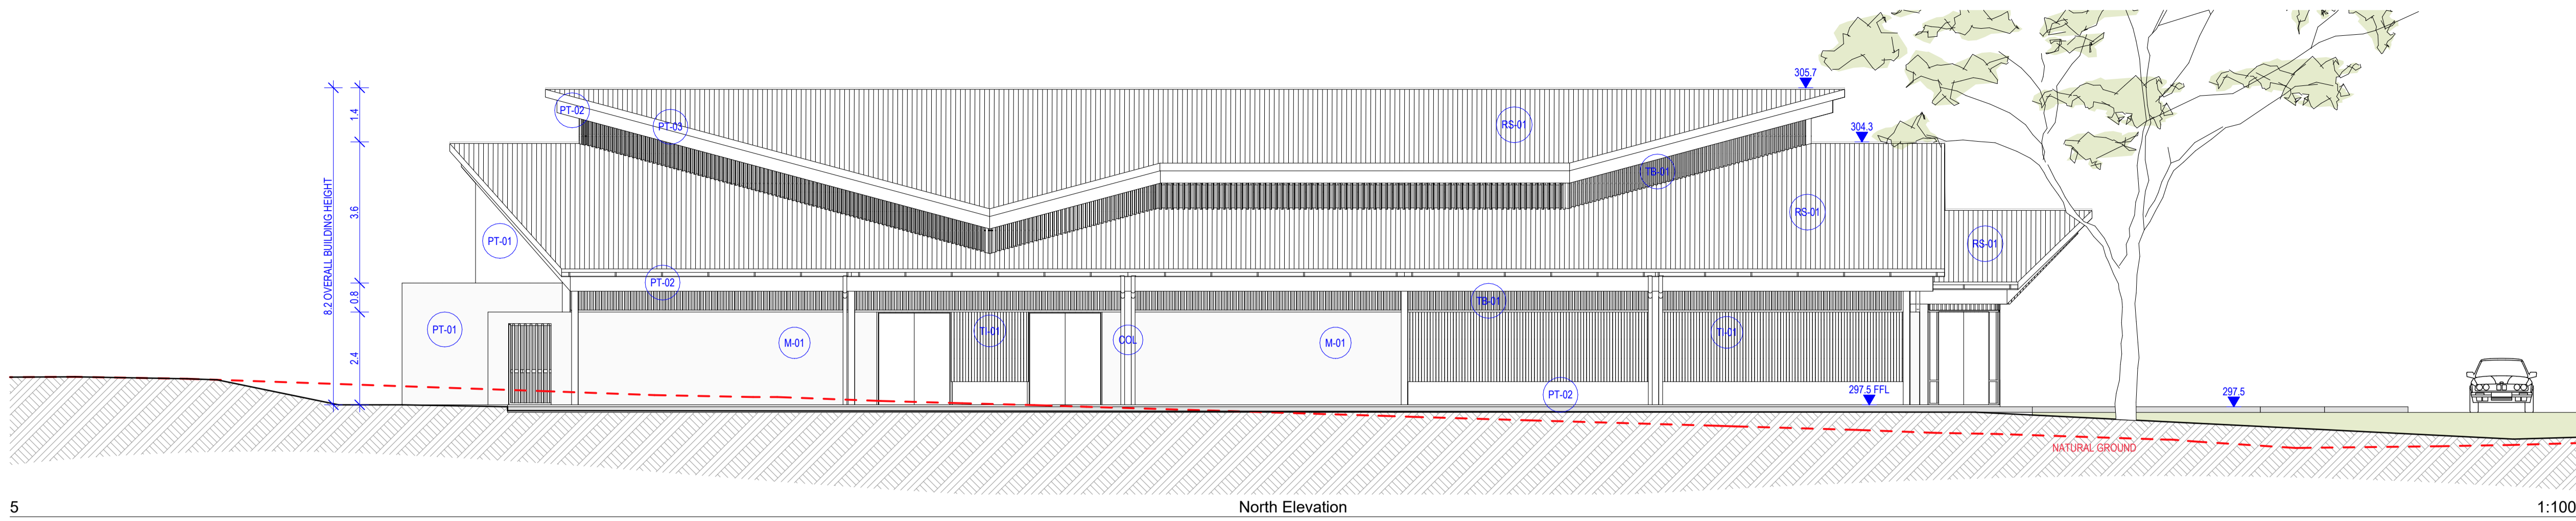 305.7
PT-02
1.4
PT-03
RS-01
304.3
TB-01
8.2 OVERALL BUILDING HEIGHT
3.6
RS-01
PT-01
RS-01
PT-02
0.8
TB-01
PT-01
TI-01
TI-01
M-01
COL
M-01
2.4
297.5 FFL
PT-02
297.5
NATURAL GROUND
5
North Elevation
1:100